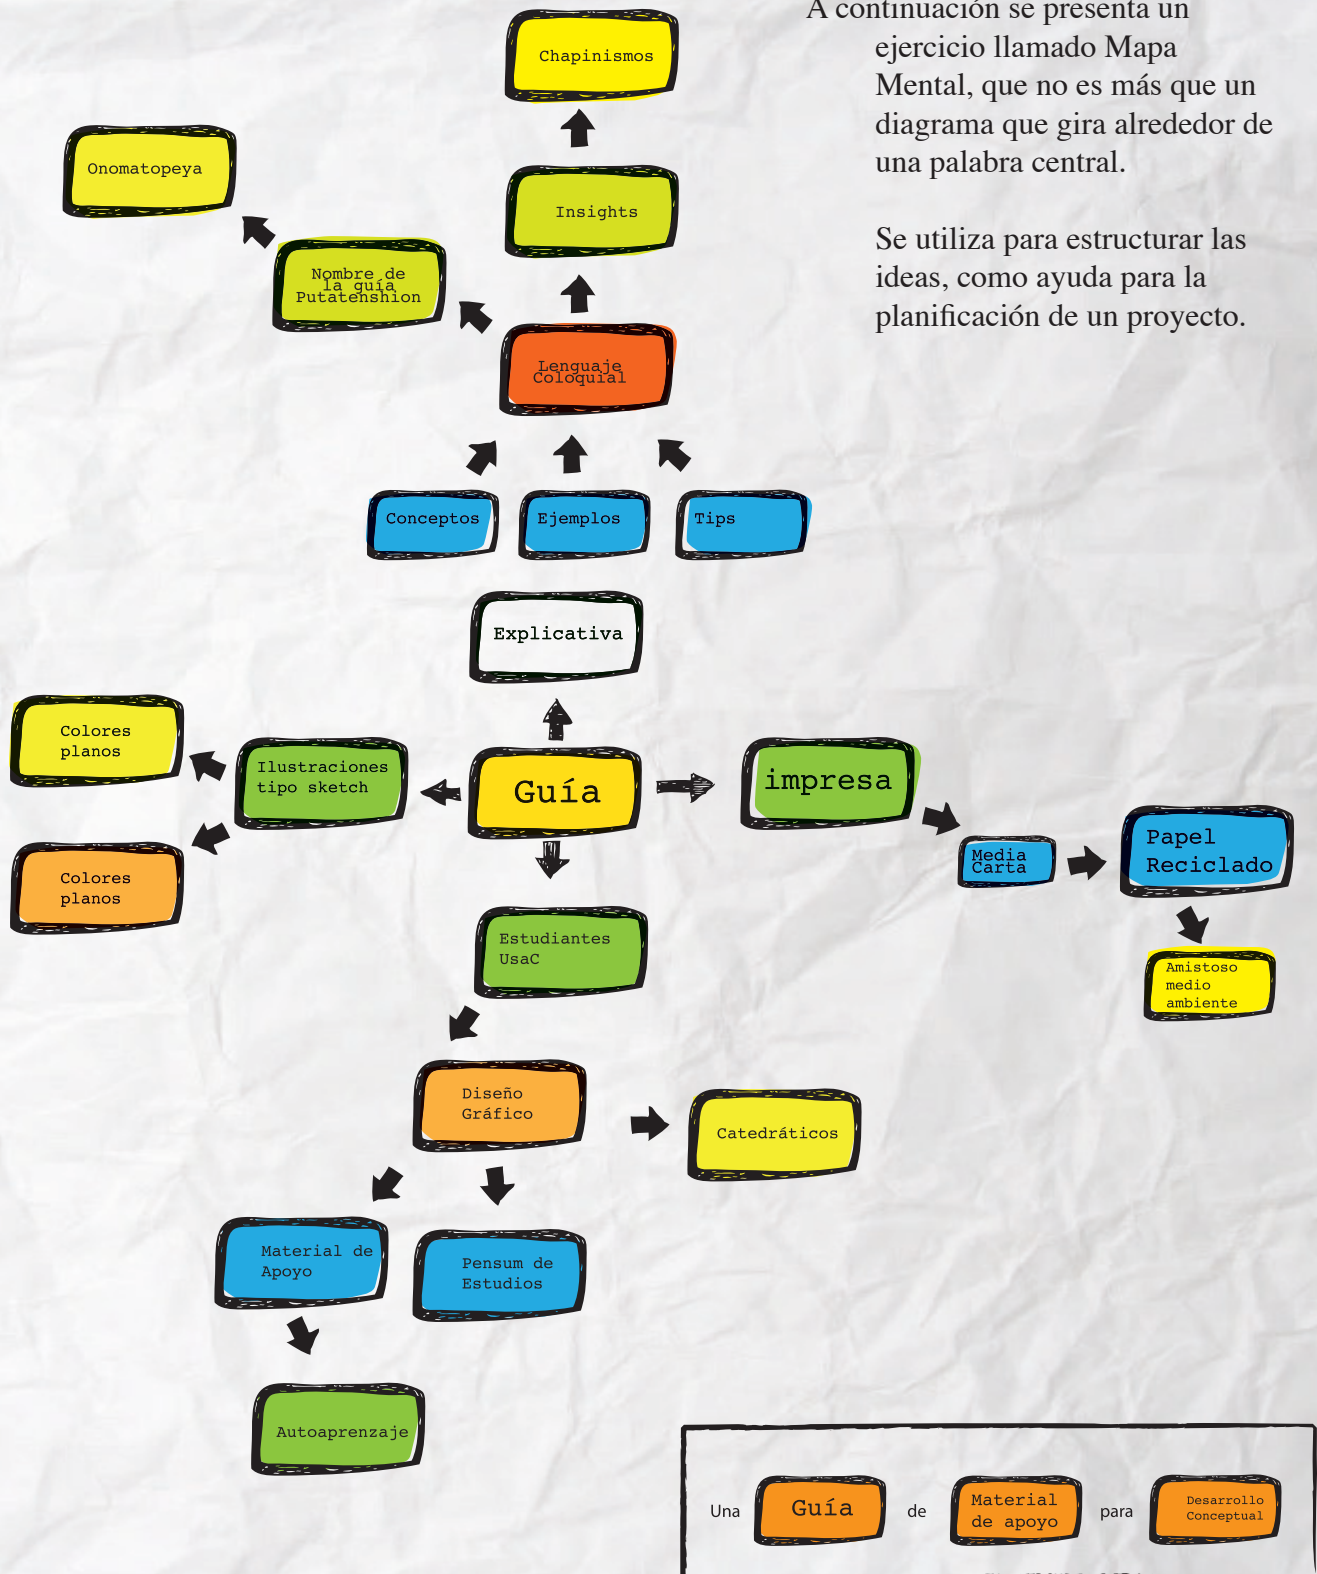 A continuación se presenta un
ejercicio llamado Mapa
Mental, que no es más que un
diagrama que gira alrededor de
una palabra central.
Se utiliza para estructurar las
ideas, como ayuda para la
planificación de un proyecto.
Chapinismos
Onomatopeya
Insights
Nombre de
la guía
Putatenshion
Lenguaje
Coloquial
Conceptos
Ejemplos
Tips
Explicativa
Colores
planos
Ilustraciones
tipo sketch
Guía
impresa
Media
Carta
Papel
Reciclado
Colores
planos
Amistoso
medio
ambiente
Estudiantes
UsaC
Diseño
Gráfico
Catedráticos
Material de
Apoyo
Pensum de
Estudios
Autoaprenzaje
Una Guía de Material
de apoyo para Desarrollo
Conceptual